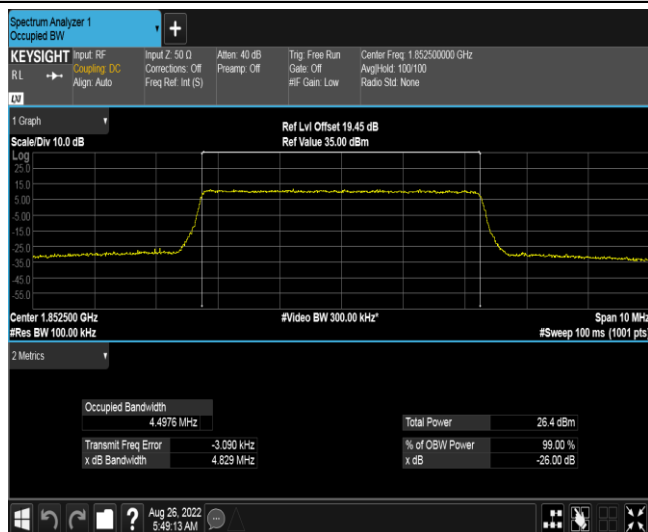 Spectrum Analyzer 1
Occupied BW
KEYSIGHT Input: RF Input Z: 50 Ω Atten: 40 dB Trig: Free Run Center Freq: 1.852500000 GHz
RL Coupling: DC Corrections: Off Preamp: Off Gate: Off Avg|Hold: 100/100
Align: Auto Freq Ref: Int (S) #IF Gain: Low Radio Std: None
LXI
1 Graph
Ref Lvl Offset 19.45 dB
Scale/Div 10.0 dB Ref Value 35.00 dBm
Log
25.0
15.0
5.00
-5.00
-15.0
-25.0
-35.0
-45.0
-55.0
Center 1.852500 GHz #Video BW 300.00 kHz* Span 10 MHz
#Res BW 100.00 kHz #Sweep 100 ms (1001 pts)
2 Metrics
Occupied Bandwidth
4.4976 MHz Total Power 26.4 dBm
Transmit Freq Error -3.090 kHz % of OBW Power 99.00 %
x dB Bandwidth 4.829 MHz x dB -26.00 dB
? Aug 26, 2022
5:49:13 AM